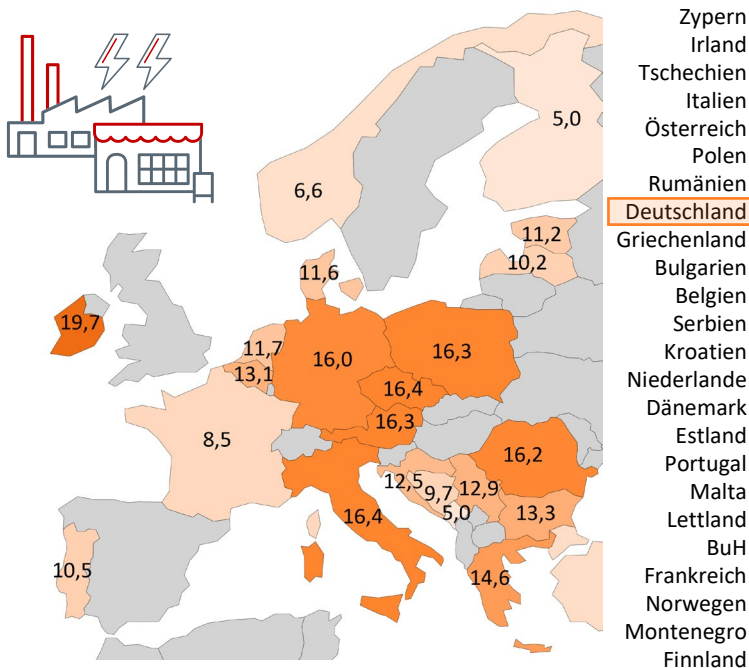 5,0
6,6
11,2
10,2
11,6
19,7
11,7
16,0
16,3
13,1
16,4
16,3
8,5
16,2
12,5
9,7
12,9
5,0
13,3
16,4
10,5
14,6
Zypern
Irland
Tschechien
Italien
Österreich
Polen
Rumänien
Deutschland
Griechenland
Bulgarien
Belgien
Serbien
Kroatien
Niederlande
Dänemark
Estland
Portugal
Malta
Lettland
BuH
Frankreich
Norwegen
Montenegro
Finnland